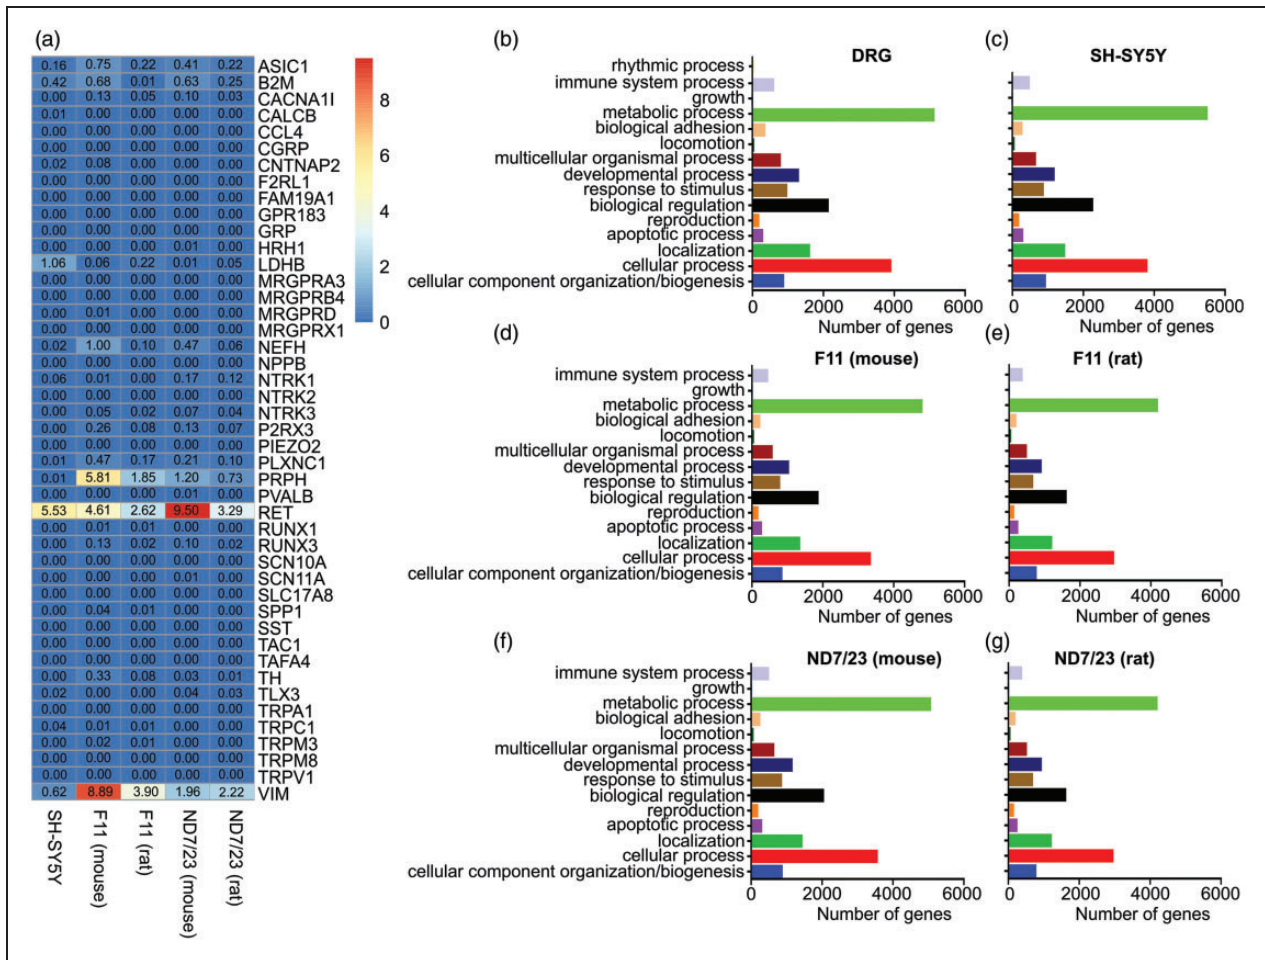 (a)
0.16 0.75 0.22 0.41 0.22 ASIC1
0.42 0.68 0.01 0.63 0.25 B2M
0.00 0.13 0.05 0.10 0.03 CACNA1I
0.01 0.00 0.00 0.00 0.00 CALCB
0.00 0.00 0.00 0.00 0.00 CCL4
0.00 0.00 0.00 0.00 0.00 CGRP
0.02 0.08 0.00 0.00 0.00 CNTNAP2
0.00 0.00 0.00 0.00 0.00 F2RL1
0.00 0.00 0.00 0.00 0.00 FAM19A1
0.00 0.00 0.00 0.00 0.00 GPR183
0.00 0.00 0.00 0.00 0.00 GRP
0.00 0.00 0.00 0.01 0.00 HRH1
1.06 0.06 0.22 0.01 0.05 LDHB
0.00 0.00 0.00 0.00 0.00 MRGPRA3
0.00 0.00 0.00 0.00 0.00 MRGPRB4
0.00 0.01 0.00 0.00 0.00 MRGPRD
0.00 0.00 0.00 0.00 0.00 MRGPRX1
0.02 1.00 0.10 0.47 0.06 NEFH
0.00 0.00 0.00 0.00 0.00 NPPB
0.06 0.01 0.00 0.17 0.12 NTRK1
0.00 0.00 0.00 0.00 0.00 NTRK2
0.00 0.05 0.02 0.07 0.04 NTRK3
0.00 0.26 0.08 0.13 0.07 P2RX3
0.00 0.00 0.00 0.00 0.00 PIEZO2
0.01 0.47 0.17 0.21 0.10 PLXNC1
0.01 5.81 1.85 1.20 0.73 PRPH
0.00 0.00 0.00 0.01 0.00 PVALB
5.53 4.61 2.62 9.50 3.29 RET
0.00 0.01 0.01 0.00 0.00 RUNX1
0.00 0.13 0.02 0.10 0.02 RUNX3
0.00 0.00 0.00 0.00 0.00 SCN10A
0.00 0.00 0.00 0.01 0.00 SCN11A
0.00 0.00 0.00 0.00 0.00 SLC17A8
0.00 0.04 0.01 0.00 0.00 SPP1
0.00 0.00 0.00 0.00 0.00 SST
0.00 0.00 0.00 0.00 0.00 TAC1
0.00 0.00 0.00 0.00 0.00 TAFA4
0.00 0.33 0.08 0.03 0.01 TH
0.02 0.00 0.00 0.04 0.03 TLX3
0.00 0.00 0.00 0.00 0.00 TRPA1
0.04 0.01 0.01 0.00 0.00 TRPC1
0.00 0.02 0.01 0.00 0.00 TRPM3
0.00 0.00 0.00 0.00 0.00 TRPM8
0.00 0.00 0.00 0.00 0.00 TRPV1
0.62 8.89 3.90 1.96 2.22 VIM
SH-SY5Y
F11 (mouse)
F11 (rat)
ND7/23 (mouse)
ND7/23 (rat)
8
6
4
2
0
(b)
DRG
rhythmic process
immune system process
growth
metabolic process
biological adhesion
locomotion
multicellular organismal process
developmental process
response to stimulus
biological regulation
reproduction
apoptotic process
localization
cellular process
cellular component organization/biogenesis
0 2000 4000 6000
Number of genes
(c)
SH-SY5Y
0 2000 4000 6000
Number of genes
(d)
F11 (mouse)
immune system process
growth
metabolic process
biological adhesion
locomotion
multicellular organismal process
developmental process
response to stimulus
biological regulation
reproduction
apoptotic process
localization
cellular process
cellular component organization/biogenesis
0 2000 4000 6000
Number of genes
(e)
F11 (rat)
0 2000 4000 6000
Number of genes
(f)
ND7/23 (mouse)
immune system process
growth
metabolic process
biological adhesion
locomotion
multicellular organismal process
developmental process
response to stimulus
biological regulation
reproduction
apoptotic process
localization
cellular process
cellular component organization/biogenesis
0 2000 4000 6000
Number of genes
(g)
ND7/23 (rat)
0 2000 4000 6000
Number of genes